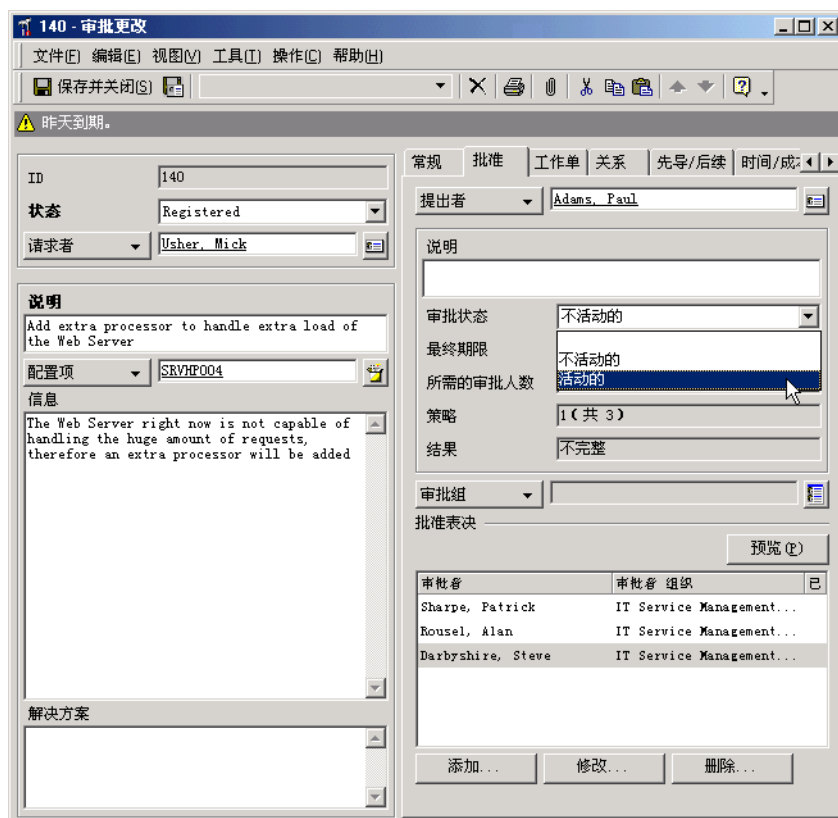 140 - 审批更改
文件(F) 编辑(E) 视图(V) 工具(T) 操作(C) 帮助(H)
保存并关闭(S)
昨天到期。
ID 140
状态 Registered
请求者 Usher, Mick
说明
Add extra processor to handle extra load of
the Web Server
配置项 SRVHP004
信息
The Web Server right now is not capable of
handling the huge amount of requests,
therefore an extra processor will be added
解决方案
常规 批准 工作单 关系 先导/后续 时间/成
提出者 Adams, Paul
说明
审批状态 不活动的
最终期限
不活动的
所需的审批人数
活动的
策略 1(共 3)
结果 不完整
审批组
批准表决
预览(P)
审批者 审批者 组织 已
Sharpe, Patrick IT Service Management...
Rousel, Alan IT Service Management...
Darbyshire, Steve IT Service Management...
添加... 修改... 删除...